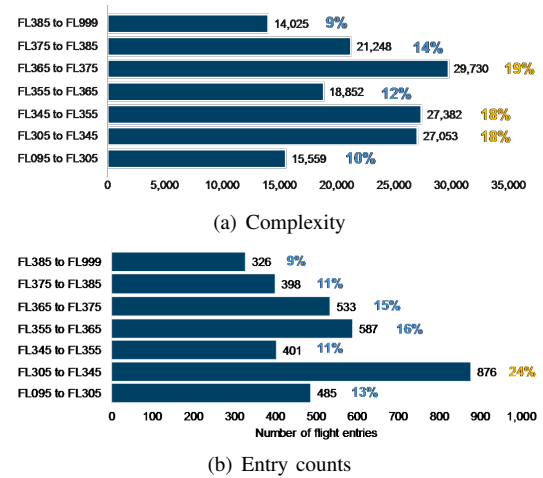 FL385 to FL999 14,025 9%
FL375 to FL385 21,248 14%
FL365 to FL375 29,730 19%
FL355 to FL365 18,852 12%
FL345 to FL355 27,382 18%
FL305 to FL345 27,053 18%
FL095 to FL305 15,559 10%
0 5,000 10,000 15,000 20,000 25,000 30,000 35,000
(a) Complexity
FL385 to FL999 326 9%
FL375 to FL385 398 11%
FL365 to FL375 533 15%
FL355 to FL365 587 16%
FL345 to FL355 401 11%
FL305 to FL345 876 24%
FL095 to FL305 485 13%
0 100 200 300 400 500 600 700 800 900 1,000
Number of flight entries
(b) Entry counts